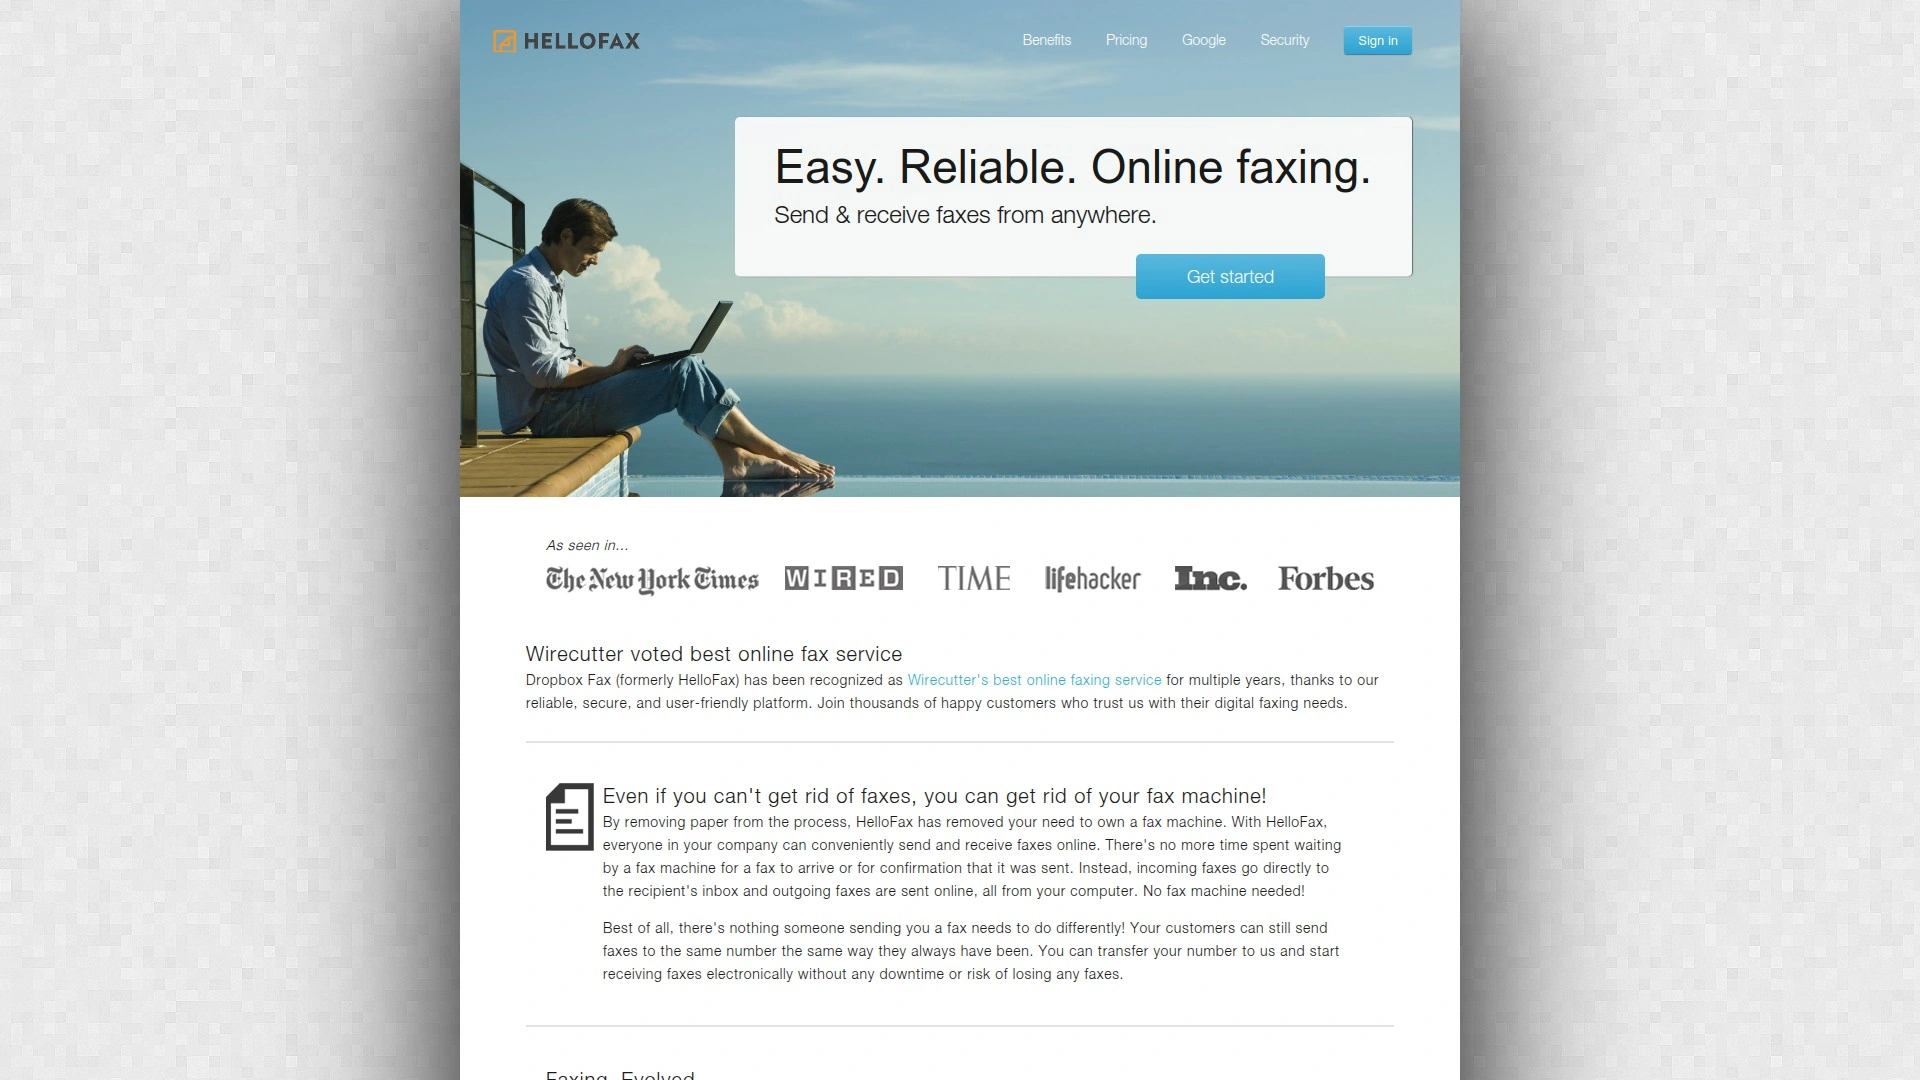 HELLOFAX
Benefits Pricing Google Security Sign in
Easy. Reliable. Online faxing.
Send & receive faxes from anywhere.
Get started
As seen in...
The New York Times WIRED TIME lifehacker Inc. Forbes
Wirecutter voted best online fax service
Dropbox Fax (formerly HelloFax) has been recognized as Wirecutter's best online faxing service for multiple years, thanks to our
reliable, secure, and user-friendly platform. Join thousands of happy customers who trust us with their digital faxing needs.
Even if you can't get rid of faxes, you can get rid of your fax machine!
By removing paper from the process, HelloFax has removed your need to own a fax machine. With HelloFax,
everyone in your company can conveniently send and receive faxes online. There's no more time spent waiting
by a fax machine for a fax to arrive or for confirmation that it was sent. Instead, incoming faxes go directly to
the recipient's inbox and outgoing faxes are sent online, all from your computer. No fax machine needed!
Best of all, there's nothing someone sending you a fax needs to do differently! Your customers can still send
faxes to the same number the same way they always have been. You can transfer your number to us and start
receiving faxes electronically without any downtime or risk of losing any faxes.
Faxing, Evolved